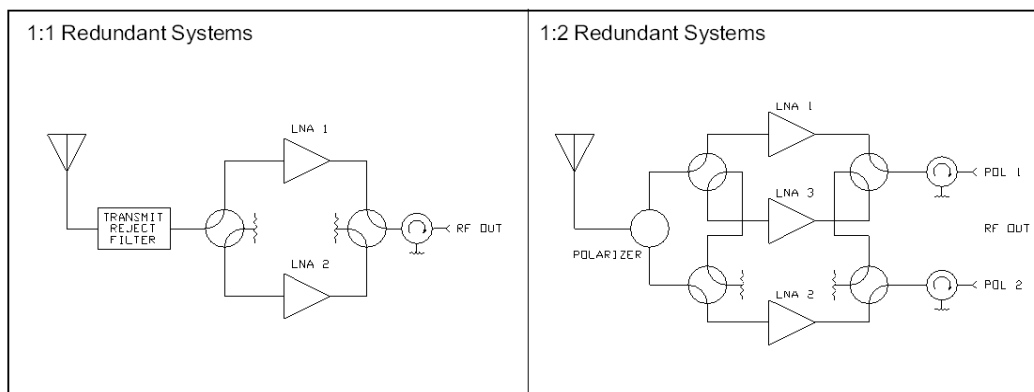 1:1 Redundant Systems
LNA 1
TRANSMIT
REJECT
FILTER
RF OUT
LNA 2
1:2 Redundant Systems
LNA 1
POL 1
LNA 3
RF OUT
POLARIZER
LNA 2
POL 2